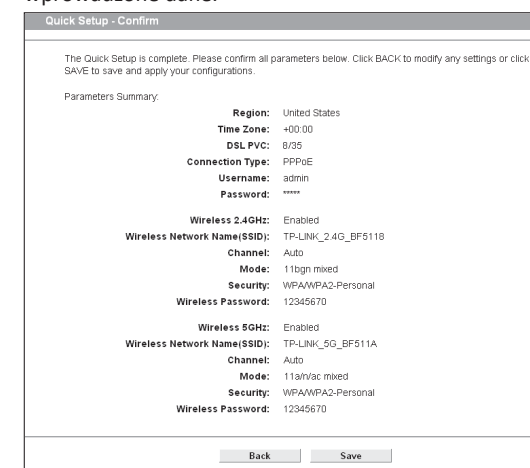 wprowadzone dane.
Quick Setup - Confirm
The Quick Setup is complete. Please confirm all parameters below. Click BACK to modify any settings or click
SAVE to save and apply your configurations.
Parameters Summary:
Region: United States
Time Zone: +00:00
DSL PVC: 8/35
Connection Type: PPPoE
Username: admin
Password: *****
Wireless 2.4GHz: Enabled
Wireless Network Name(SSID): TP-LINK_2.4G_BF5118
Channel: Auto
Mode: 11bgn mixed
Security: WPA/WPA2-Personal
Wireless Password: 12345670
Wireless 5GHz: Enabled
Wireless Network Name(SSID): TP-LINK_5G_BF511A
Channel: Auto
Mode: 11a/n/ac mixed
Security: WPA/WPA2-Personal
Wireless Password: 12345670
Back Save